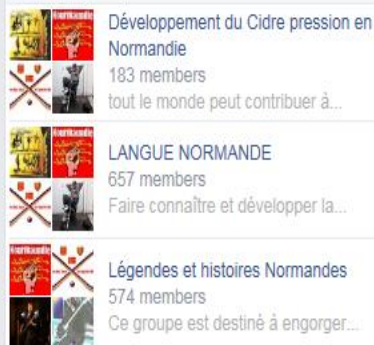 Développement du Cidre pression en
Normandie
183 members
tout le monde peut contribuer à...
LANGUE NORMANDE
657 members
Faire connaître et développer la...
Légendes et histoires Normandes
574 members
Ce groupe est destiné à engorger...